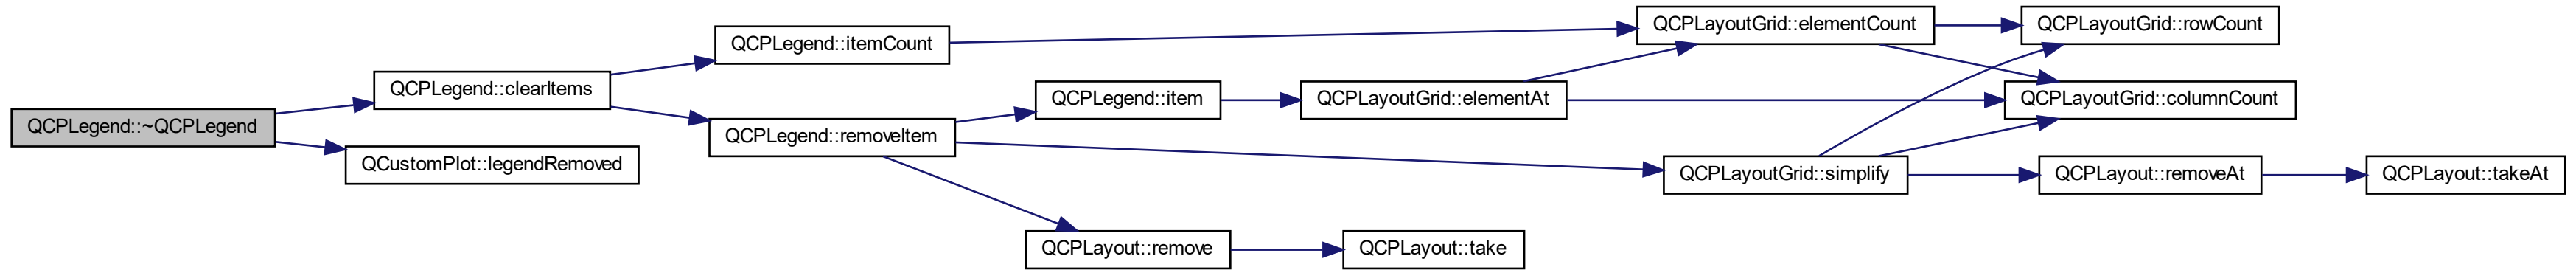 QCPLegend::~QCPLegend
QCPLegend::clearItems
QCustomPlot::legendRemoved
QCPLegend::itemCount
QCPLegend::removeItem
QCPLegend::item
QCPLayout::remove
QCPLayoutGrid::elementAt
QCPLayout::take
QCPLayoutGrid::elementCount
QCPLayoutGrid::simplify
QCPLayoutGrid::rowCount
QCPLayoutGrid::columnCount
QCPLayout::removeAt
QCPLayout::takeAt